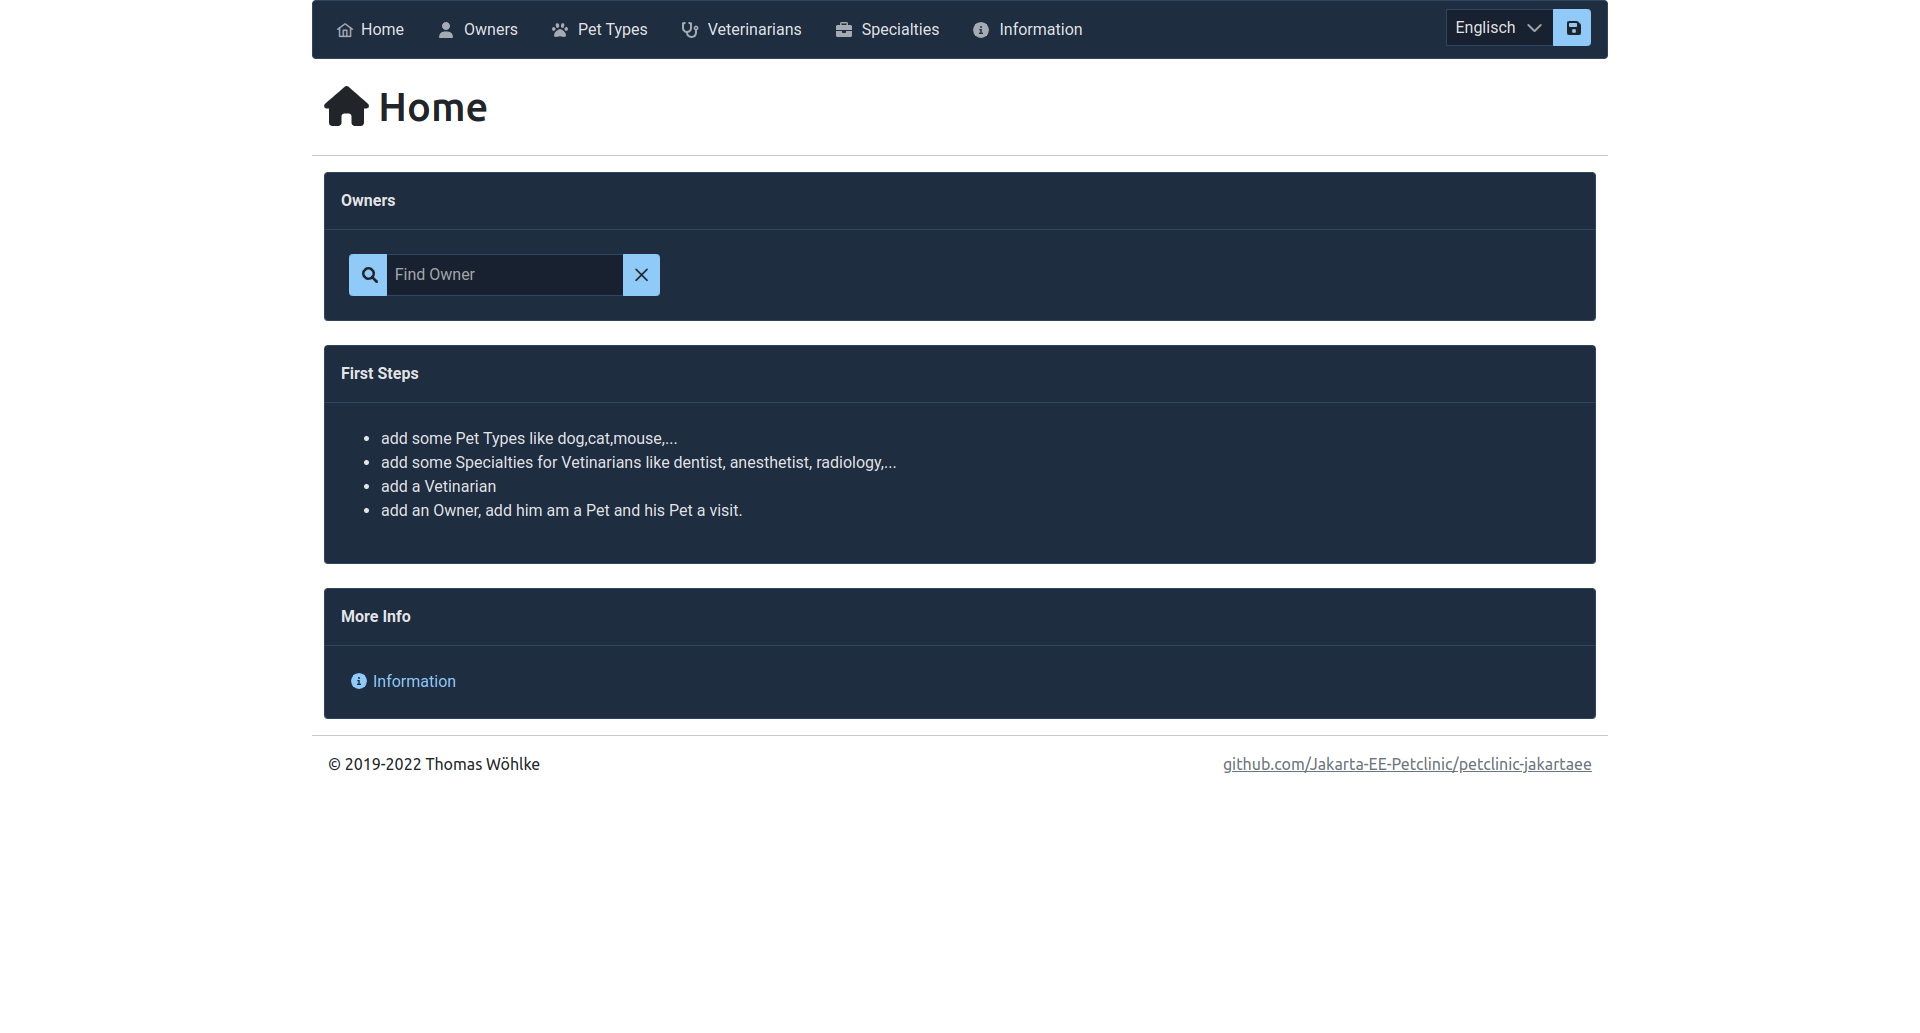 Home Owners Pet Types Veterinarians Specialties Information Englisch
Home
Owners
Find Owner
First Steps
add some Pet Types like dog,cat,mouse,...
add some Specialties for Vetinarians like dentist, anesthetist, radiology,...
add a Vetinarian
add an Owner, add him am a Pet and his Pet a visit.
More Info
Information
© 2019-2022 Thomas Wöhlke github.com/Jakarta-EE-Petclinic/petclinic-jakartaee